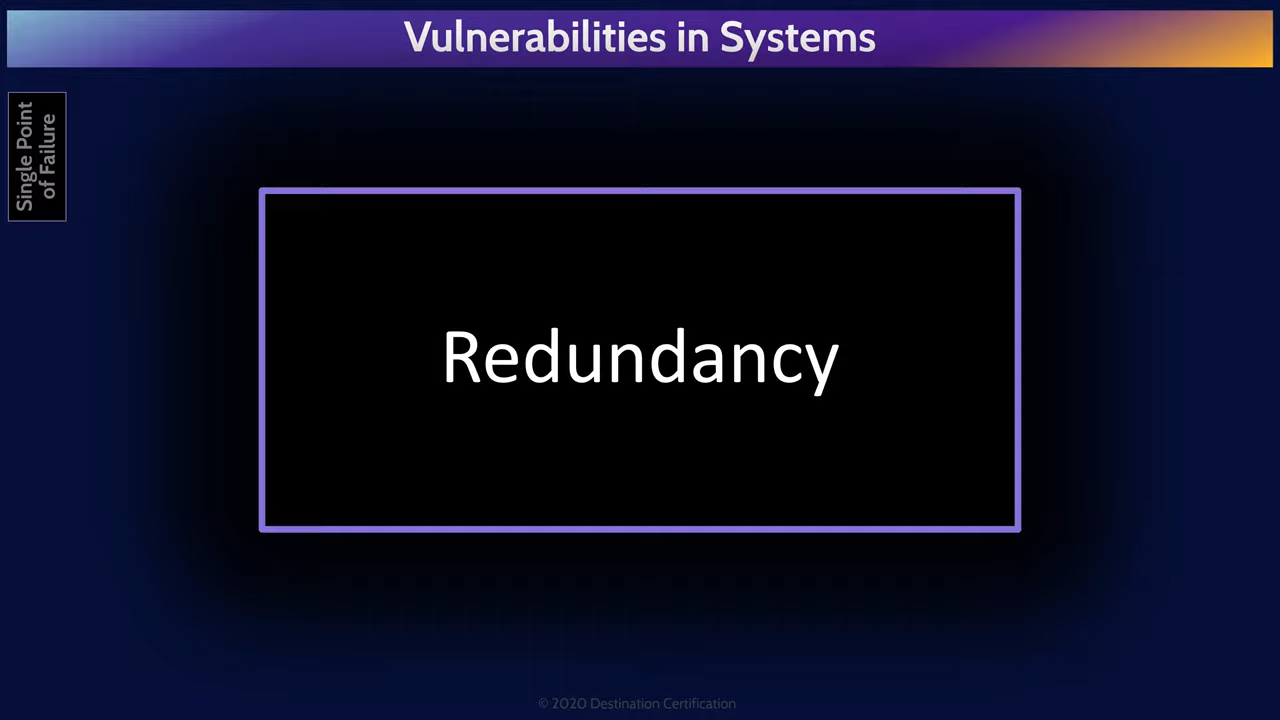 Vulnerabilities in Systems
Single Point
of Failure
Redundancy
© 2020 Destination Certification